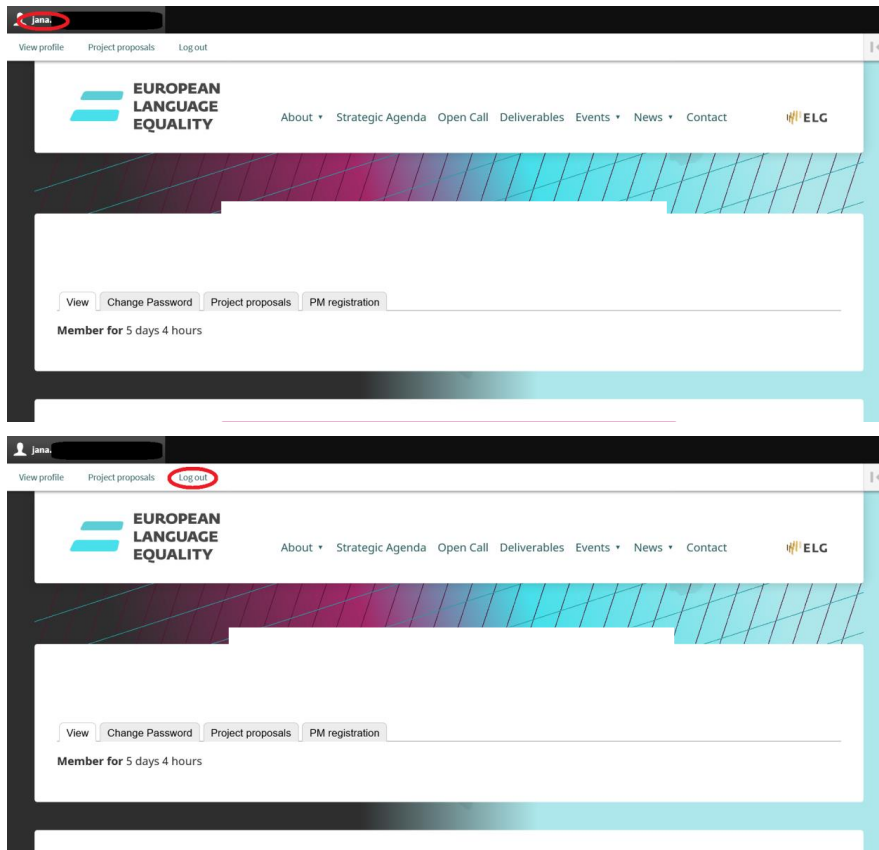 jana.
View profile Project proposals Log out
EUROPEAN
LANGUAGE
EQUALITY
About Strategic Agenda Open Call Deliverables Events News Contact
ELG
View Change Password Project proposals PM registration
Member for 5 days 4 hours
jana.
View profile Project proposals Log out
EUROPEAN
LANGUAGE
EQUALITY
About Strategic Agenda Open Call Deliverables Events News Contact
ELG
View Change Password Project proposals PM registration
Member for 5 days 4 hours